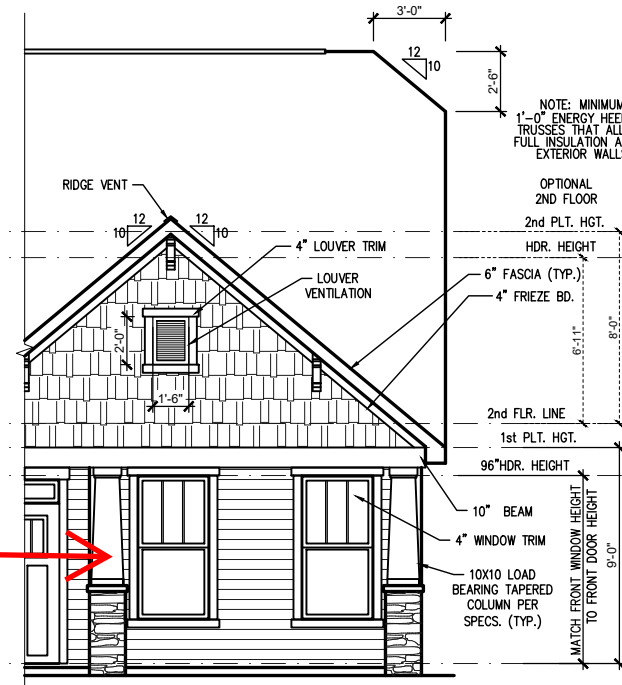 3'-0"
12
10
2'-6"
NOTE: MINIMUM
1'-0" ENERGY HEEL
TRUSSES THAT ALL
FULL INSULATION A
EXTERIOR WALLS
OPTIONAL
2ND FLOOR
RIDGE VENT
12
10
12
10
2nd PLT. HGT.
HDR. HEIGHT
4" LOUVER TRIM
LOUVER
VENTILATION
6" FASCIA (TYP.)
4" FRIEZE BD.
2'-0"
1'-6"
6'-11"
8'-0"
2nd FLR. LINE
1st PLT. HGT.
96"HDR. HEIGHT
10" BEAM
4" WINDOW TRIM
10X10 LOAD
BEARING TAPERED
COLUMN PER
SPECS. (TYP.)
MATCH FRONT WINDOW HEIGHT
TO FRONT DOOR HEIGHT
9'-0"